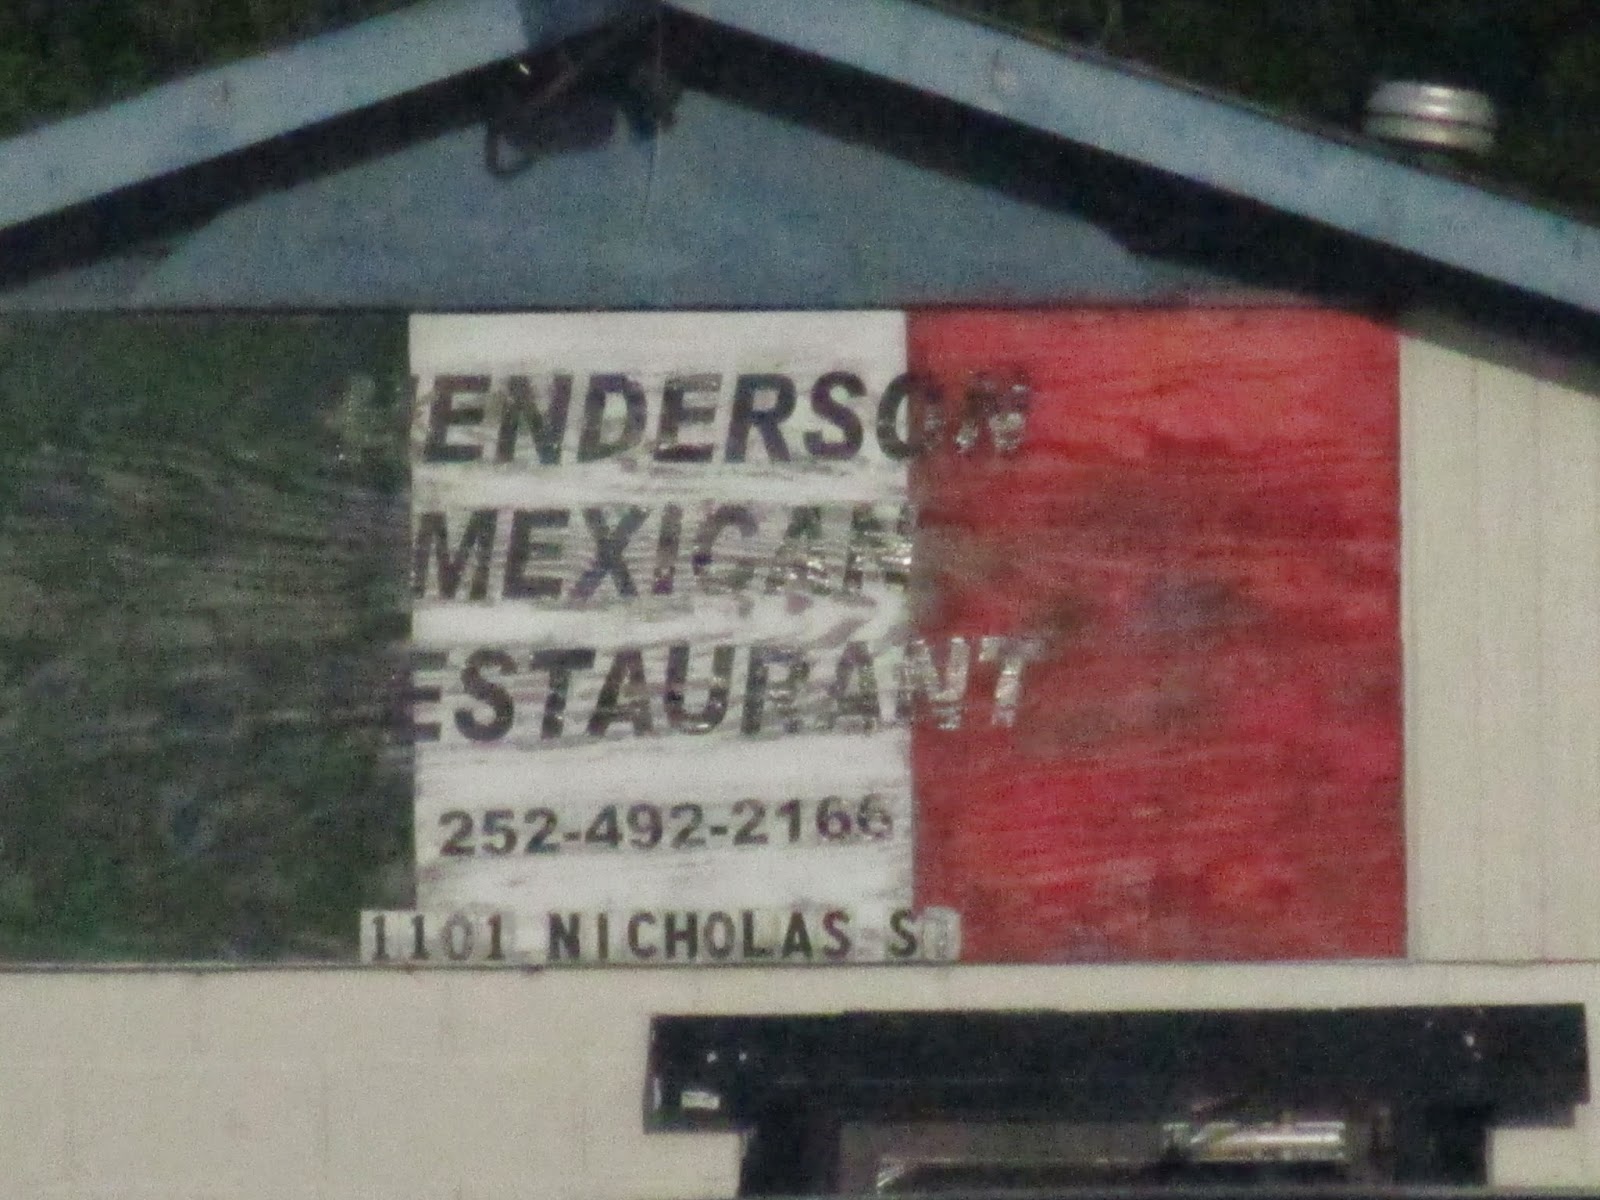 HENDERSON
MEXICAN
RESTAURANT
252-492-2166
1101 NICHOLAS ST